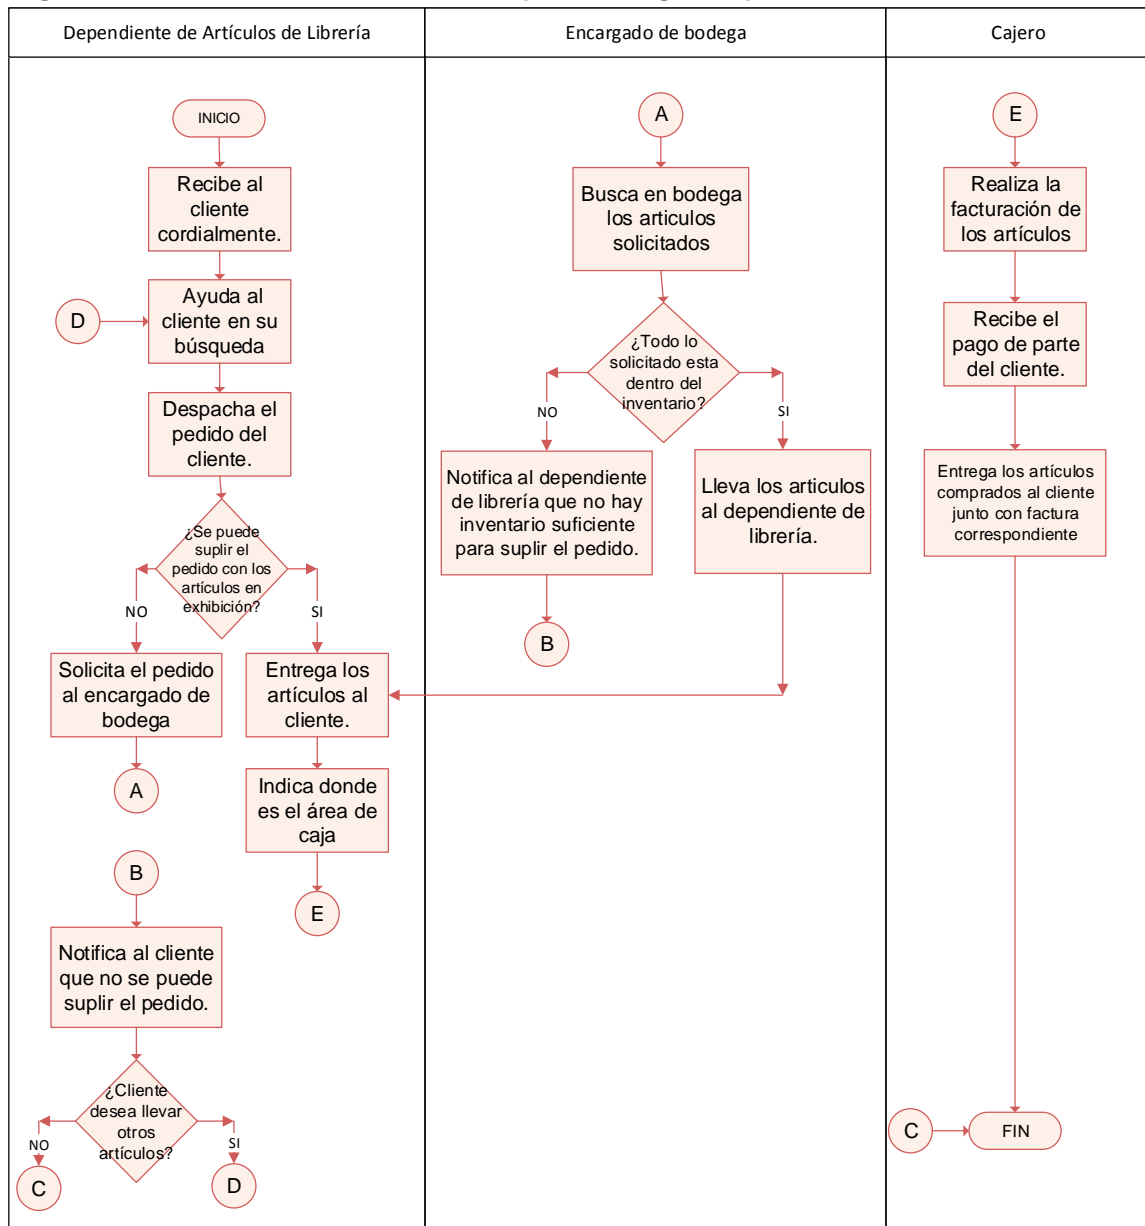 Dependiente de Artículos de Librería
Encargado de bodega
Cajero
INICIO
Recibe al
cliente
cordialmente.
D
Ayuda al
cliente en su
búsqueda
Despacha el
pedido del
cliente.
¿Se puede
suplir el
pedido con los
artículos en
exhibición?
NO
SI
Solicita el pedido
al encargado de
bodega
A
Entrega los
artículos al
cliente.
Indica donde
es el área de
caja
E
B
Notifica al cliente
que no se puede
suplir el pedido.
¿Cliente
desea llevar
otros
artículos?
NO
SI
C
D
A
Busca en bodega
los articulos
solicitados
¿Todo lo
solicitado esta
dentro del
inventario?
NO
SI
Notifica al dependiente
de librería que no hay
inventario suficiente
para suplir el pedido.
B
Lleva los articulos
al dependiente de
librería.
E
Realiza la
facturación de
los artículos
Recibe el
pago de parte
del cliente.
Entrega los artículos
comprados al cliente
junto con factura
correspondiente
C
FIN